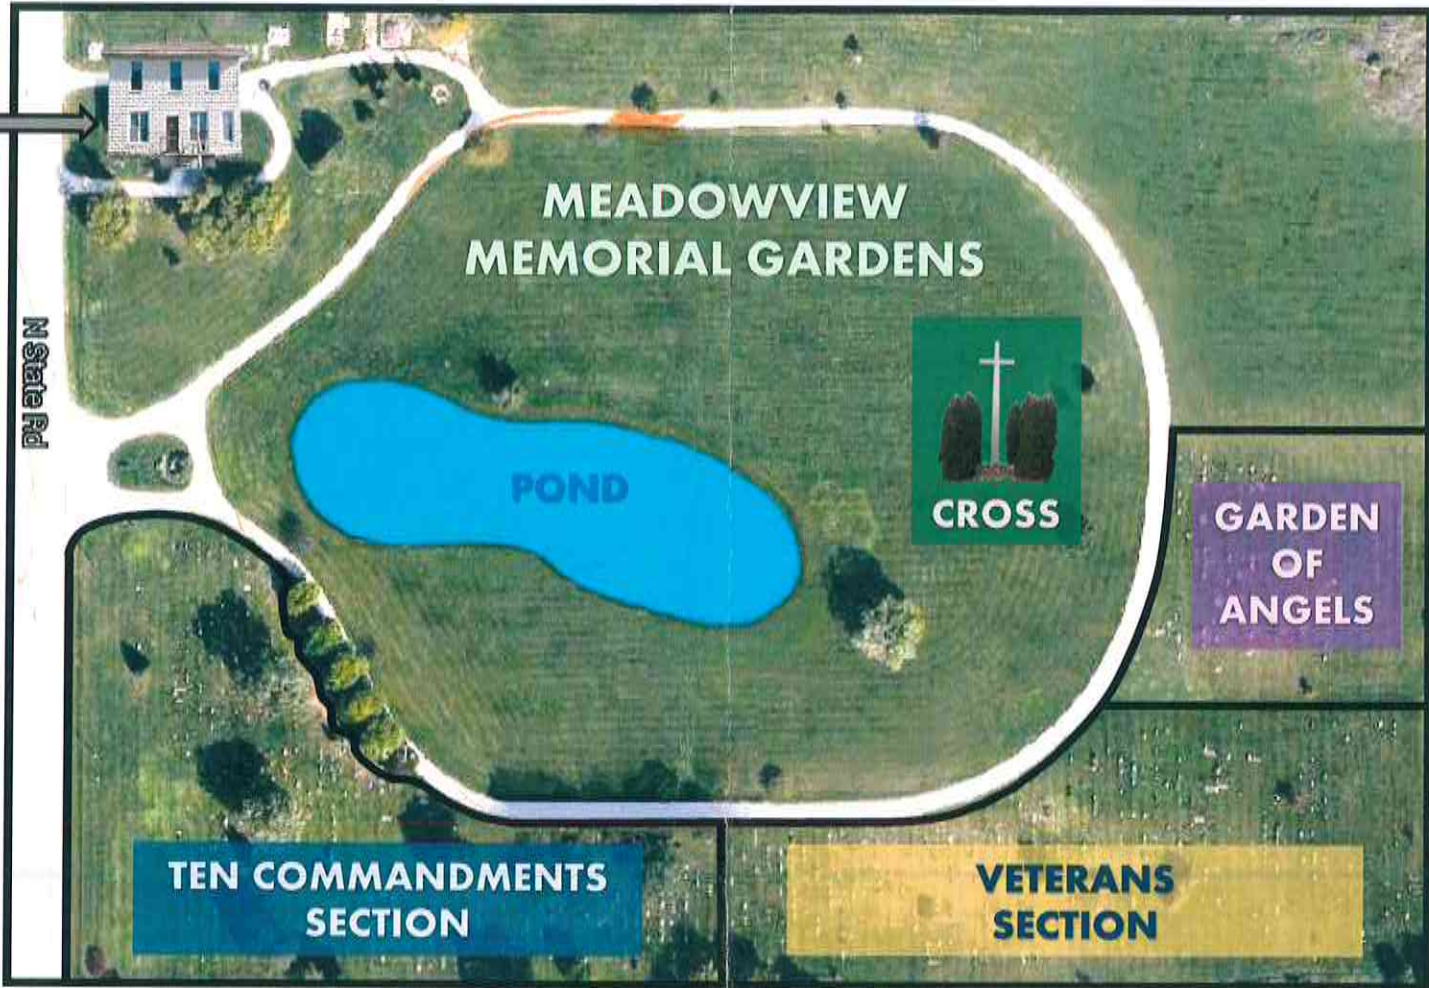 MEADOWVIEW
MEMORIAL GARDENS
N State Rd
POND
CROSS
GARDEN
OF
ANGELS
TEN COMMANDMENTS
SECTION
VETERANS
SECTION